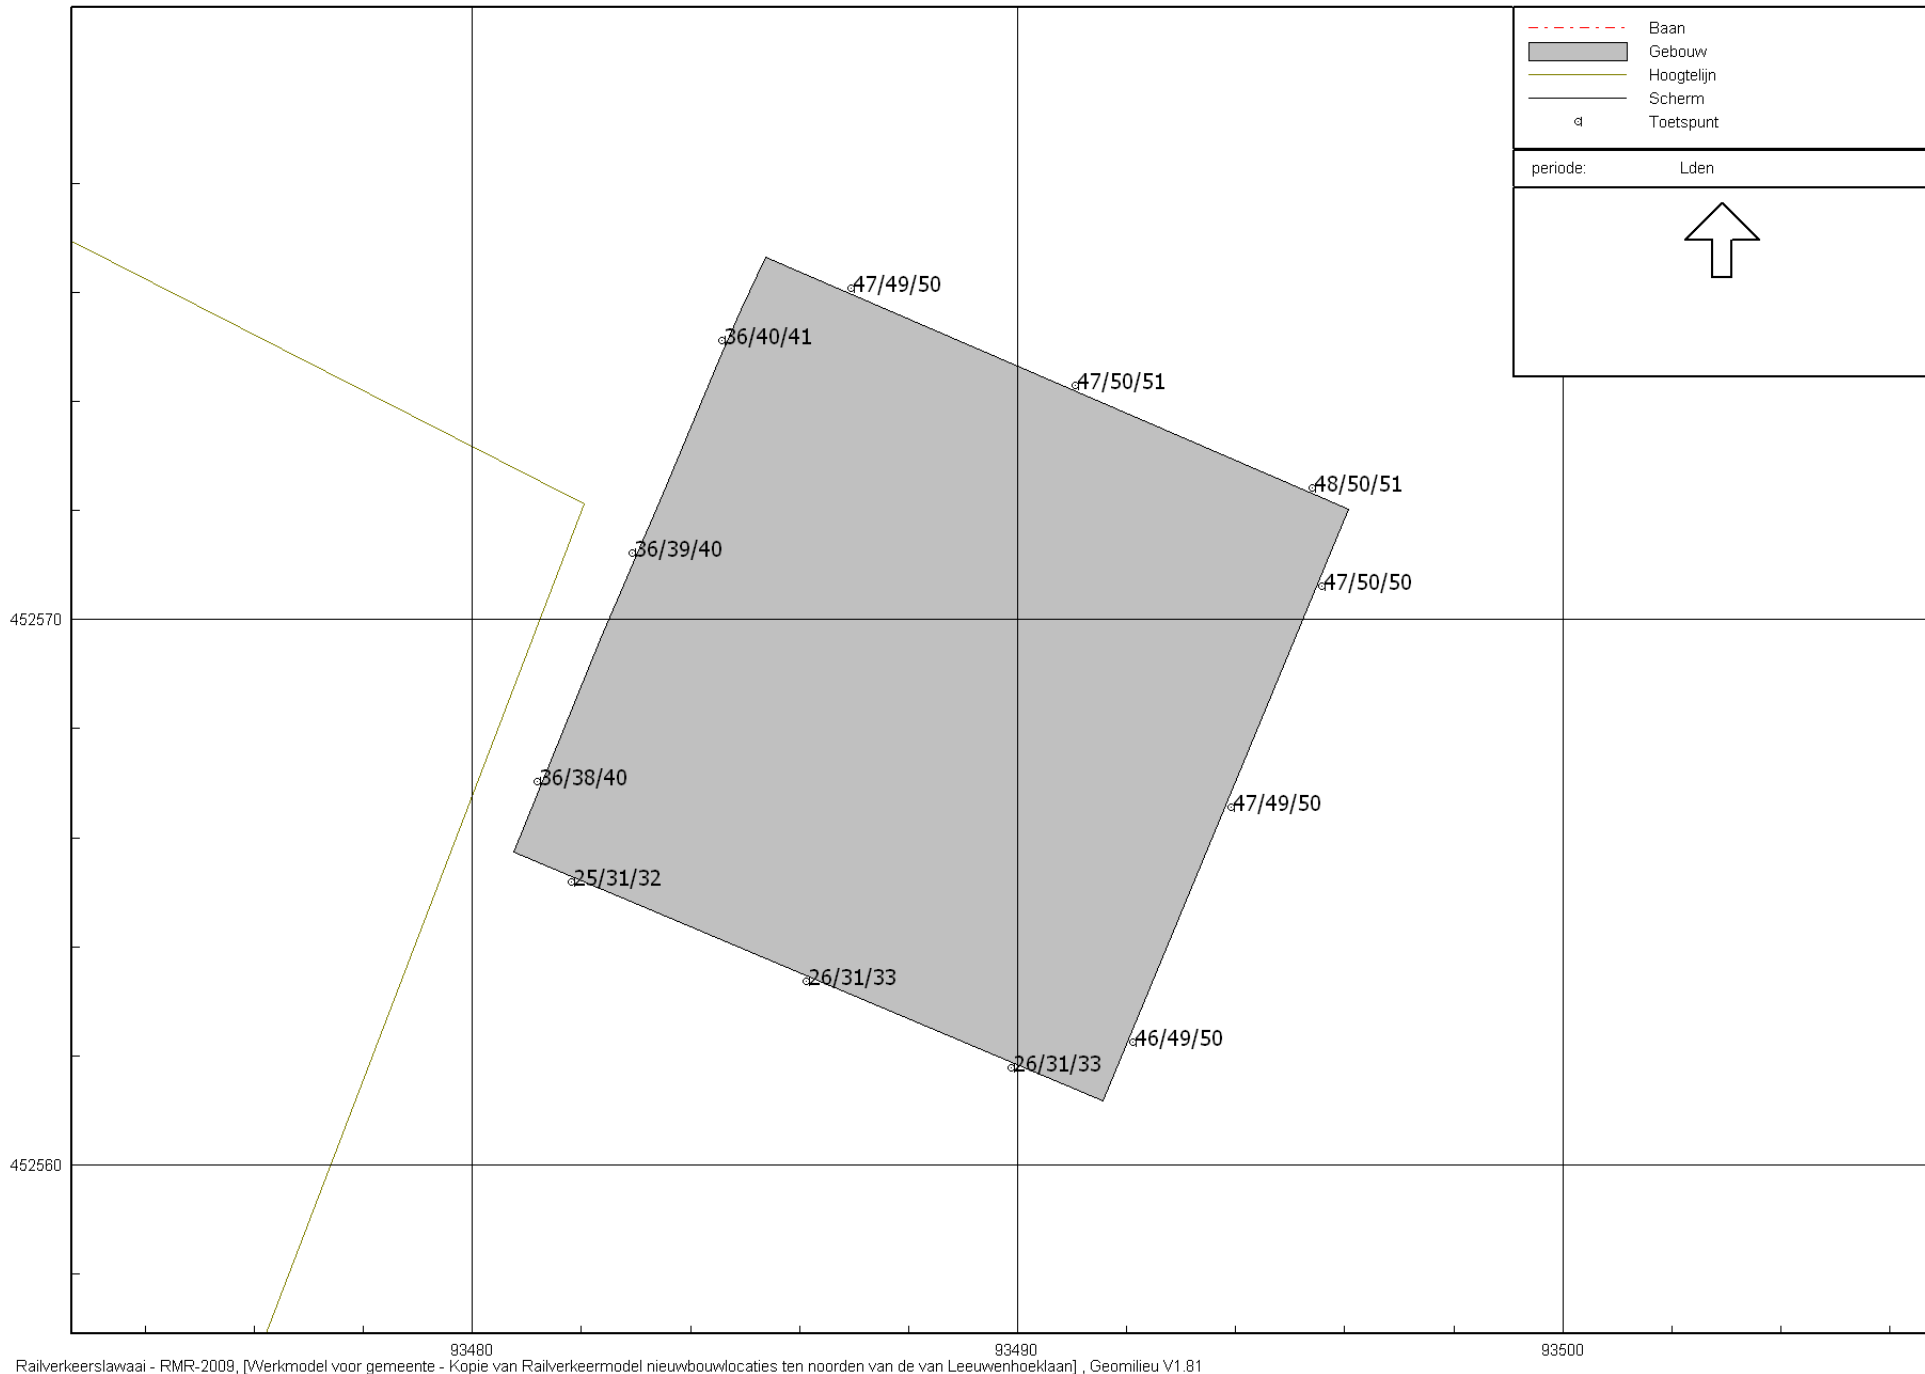 Baan
Gebouw
Hoogtelijn
Scherm
Toetspunt
periode: Lden
47/49/50
36/40/41
47/50/51
48/50/51
36/39/40
47/50/50
452570
36/38/40
47/49/50
25/31/32
26/31/33
46/49/50
26/31/33
452560
93480 93490 93500
Railverkeerslawaai - RMR-2009, [Werkmodel voor gemeente - Kopie van Railverkeermodel nieuwbouwlocaties ten noorden van de van Leeuwenhoeklaan] , Geomilieu V1.81